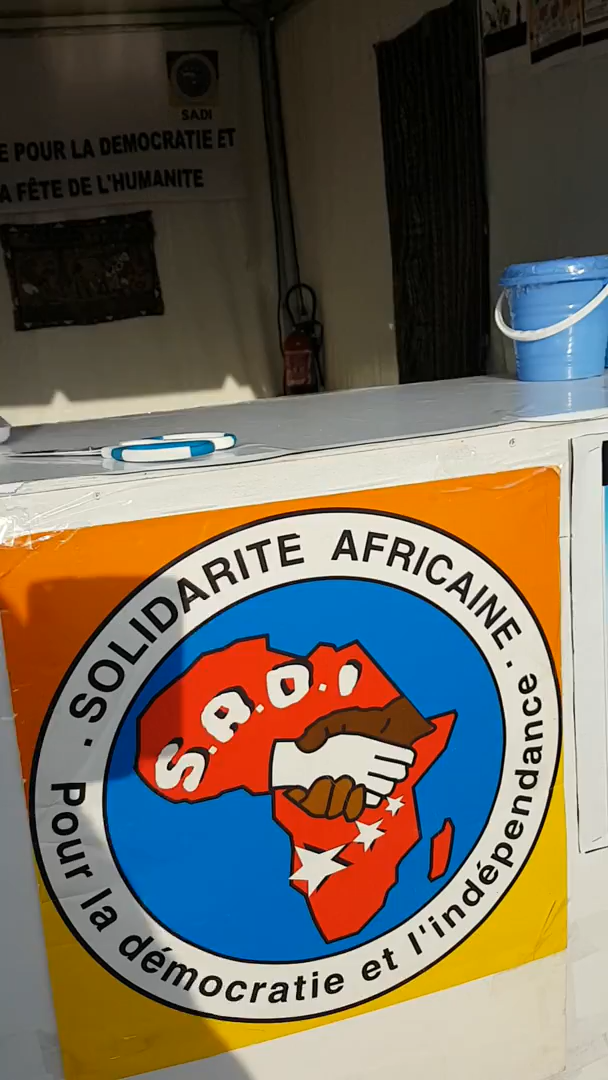 SADI
E POUR LA DEMOCRATIE ET
A FÊTE DE L'HUMANITE
· SOLIDARITE AFRICAINE ·
S.A.D.I
Pour la démocratie et l'indépendance